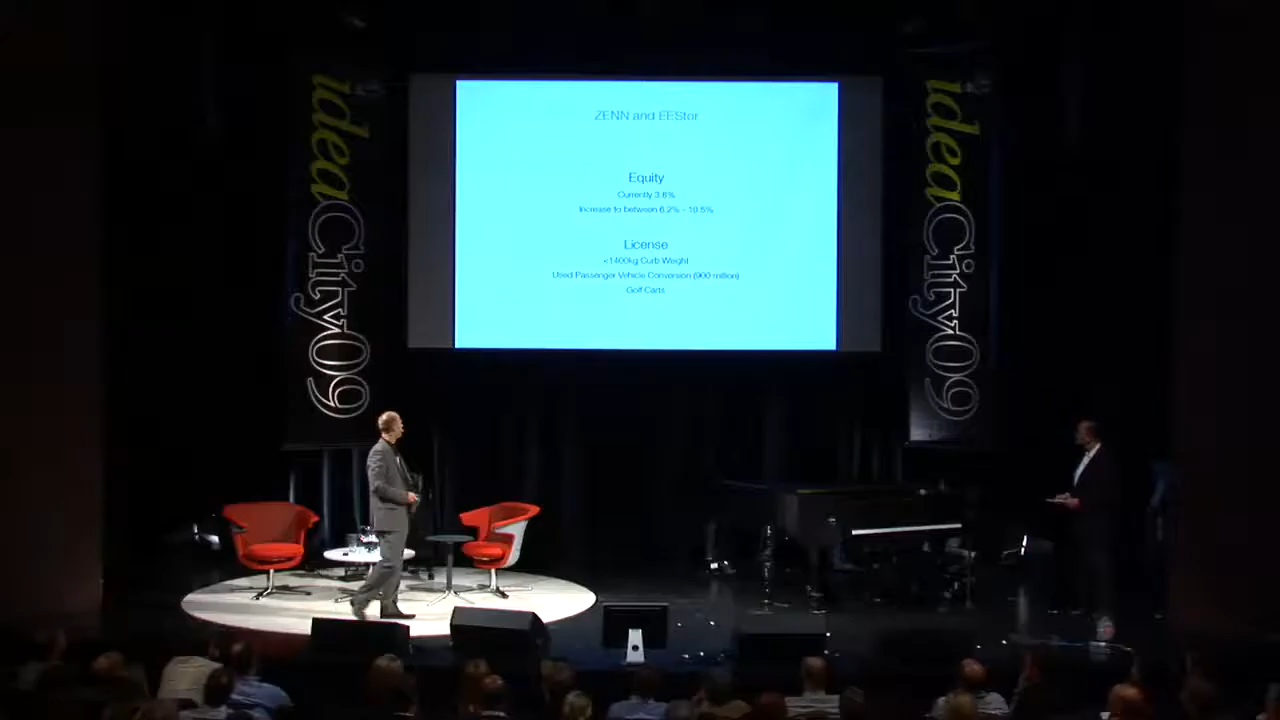 ideaCity09
ZENN and EEStor
Equity
Currently 3.8%
Increase to between 6.2% - 10.5%
License
<1400kg Curb Weight
Used Passenger Vehicle Conversion (900 million)
Golf Carts
ideaCity09